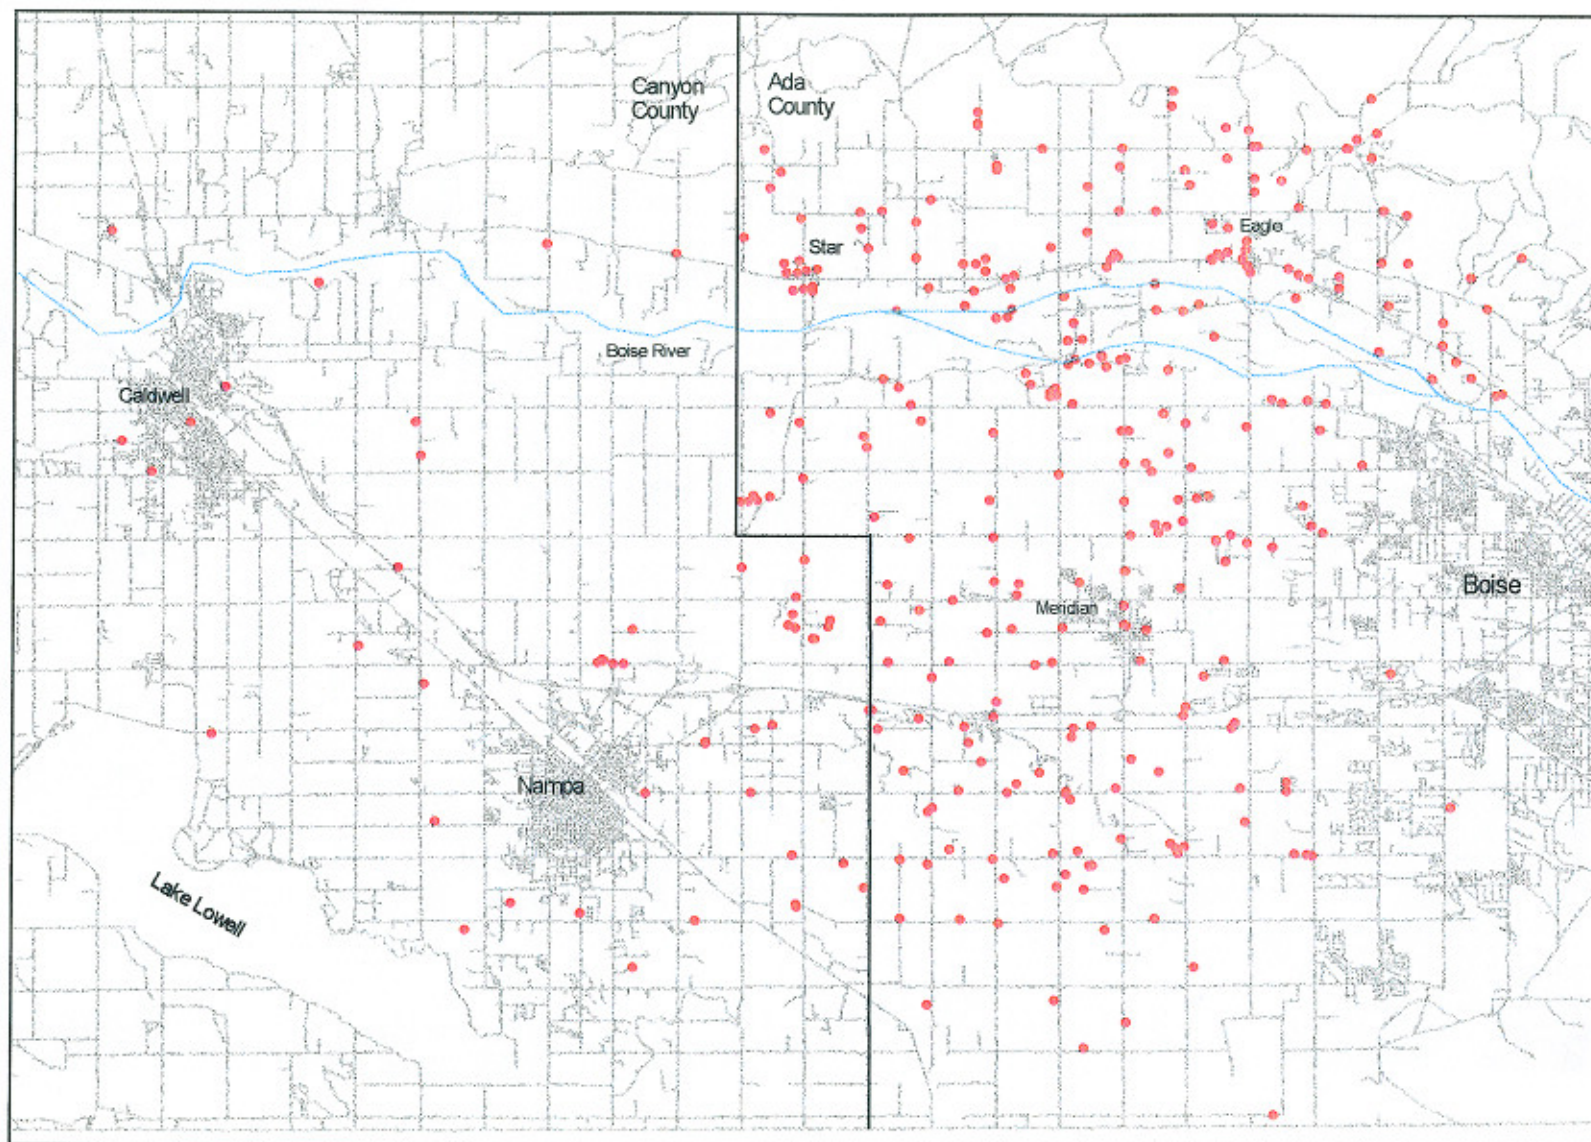 Canyon
County
Ada
County
Eagle
Star
Boise River
Caldwell
Boise
Meridian
Nampa
Lake Lowell